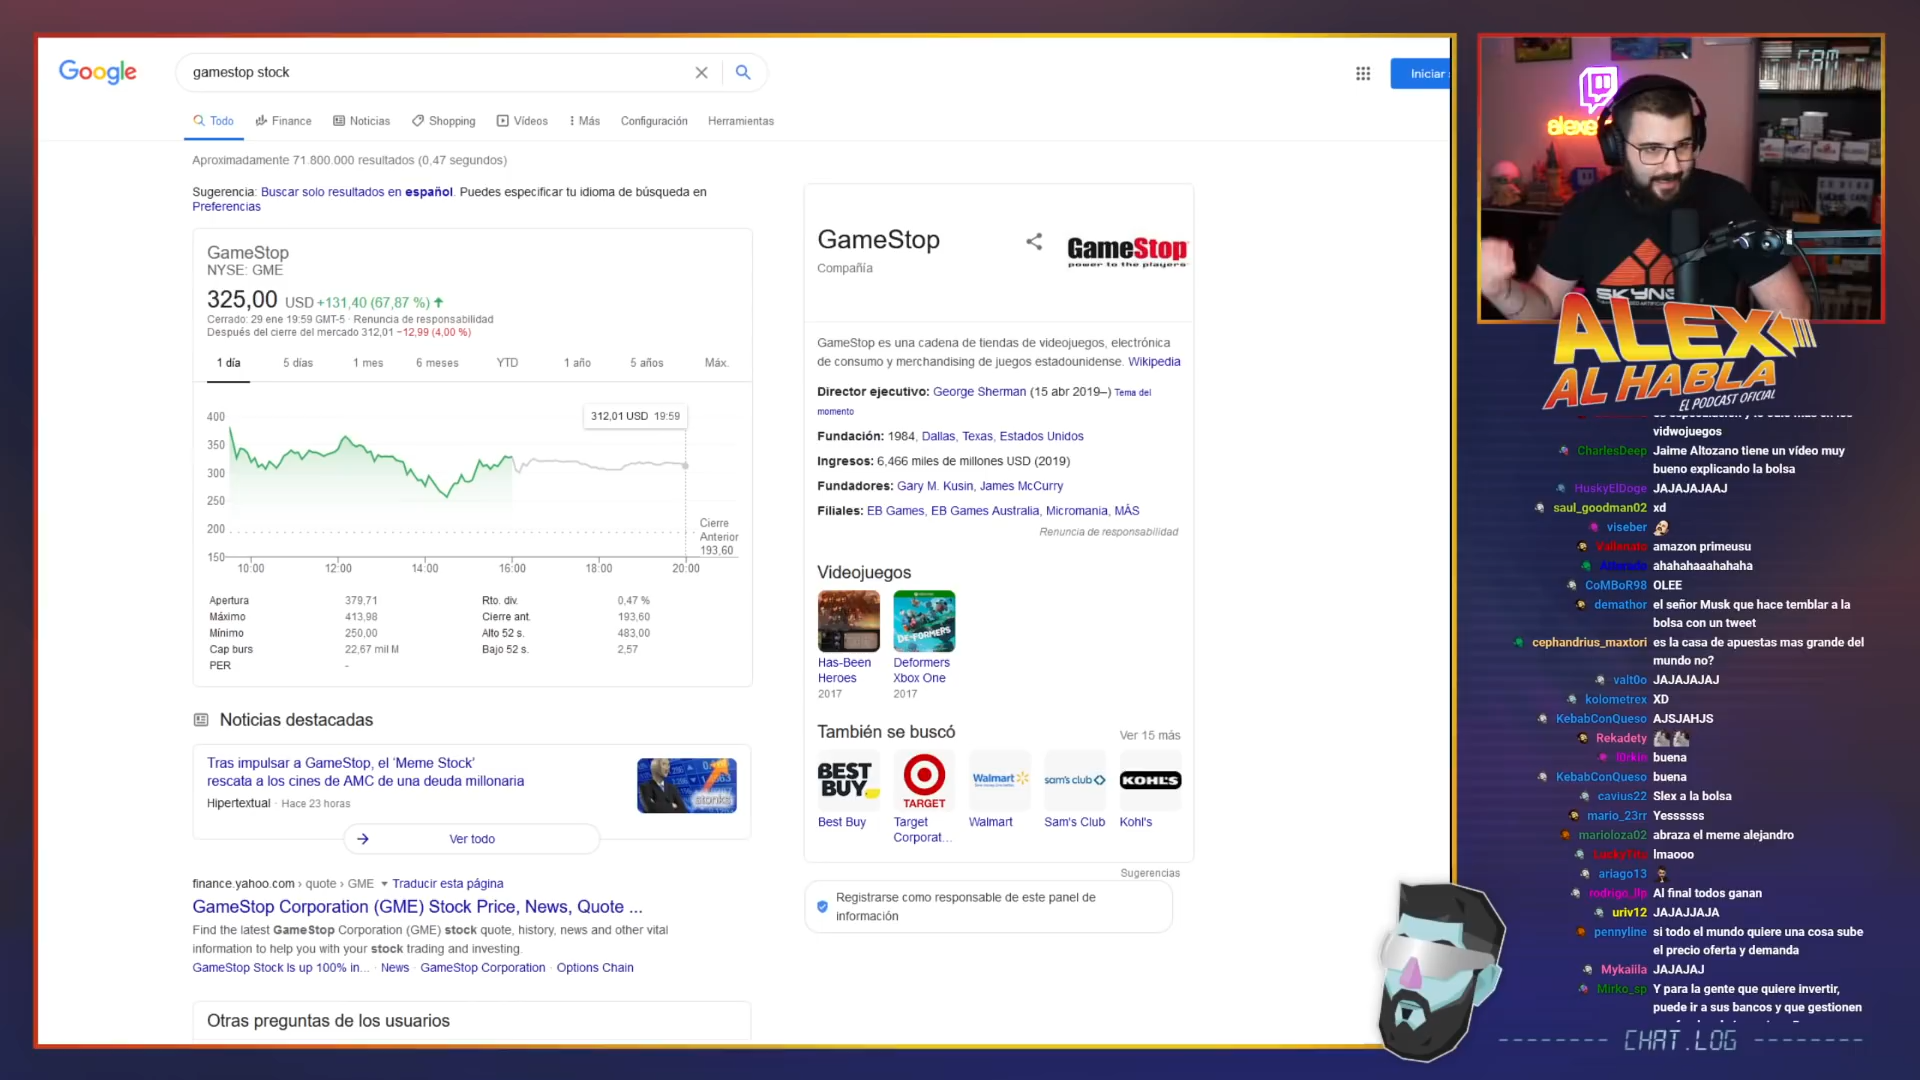 Google
gamestop stock
Iniciar
Todo
Finance
Noticias
Shopping
Vídeos
Más
Configuración
Herramientas
Aproximadamente 71.800.000 resultados (0,47 segundos)
Sugerencia: Buscar solo resultados en español. Puedes especificar tu idioma de búsqueda en
Preferencias
GameStop
NYSE: GME
325,00 USD +131,40 (67,87 %)
Cerrado: 29 ene 19:59 GMT-5 · Renuncia de responsabilidad
Después del cierre del mercado 312,01 −12,99 (4,00 %)
1 día
5 días
1 mes
6 meses
YTD
1 año
5 años
Máx.
312,01 USD 19:59
400
350
300
250
200
150
Cierre
Anterior
193,60
10:00
12:00
14:00
16:00
18:00
20:00
Apertura 379,71
Máximo 413,98
Mínimo 250,00
Cap burs 22,67 mil M
PER -
Rto. div. 0,47 %
Cierre ant. 193,60
Alto 52 s. 483,00
Bajo 52 s. 2,57
Noticias destacadas
Tras impulsar a GameStop, el 'Meme Stock'
rescata a los cines de AMC de una deuda millonaria
Hipertextual · Hace 23 horas
stonks
Ver todo
finance.yahoo.com › quote › GME Traducir esta página
GameStop Corporation (GME) Stock Price, News, Quote ...
Find the latest GameStop Corporation (GME) stock quote, history, news and other vital
information to help you with your stock trading and investing.
GameStop Stock Is up 100% in... · News · GameStop Corporation · Options Chain
Otras preguntas de los usuarios
GameStop
Compañía
GameStop
power to the players
GameStop es una cadena de tiendas de videojuegos, electrónica
de consumo y merchandising de juegos estadounidense. Wikipedia
Director ejecutivo: George Sherman (15 abr 2019–) Tema del
momento
Fundación: 1984, Dallas, Texas, Estados Unidos
Ingresos: 6,466 miles de millones USD (2019)
Fundadores: Gary M. Kusin, James McCurry
Filiales: EB Games, EB Games Australia, Micromania, MÁS
Renuncia de responsabilidad
Videojuegos
DE-FORMERS
Has-Been
Heroes
2017
Deformers
Xbox One
2017
También se buscó
Ver 15 más
BEST
BUY
TARGET
Walmart
sam's club
KOHL'S
Best Buy
Target
Corporat...
Walmart
Sam's Club
Kohl's
Sugerencias
Registrarse como responsable de este panel de
información
CAM
alexe
SKYNE
ALEX
AL HABLA
EL PODCAST OFICIAL
vidwojuegos
CharlesDeep Jaime Altozano tiene un vídeo muy
bueno explicando la bolsa
HuskyElDoge JAJAJAJAAJ
saul_goodman02 xd
viseber
Vallenato amazon primeusu
ahahahaaahahaha
CoMBoR98 OLEE
demathor el señor Musk que hace temblar a la
bolsa con un tweet
cephandrius_maxtori es la casa de apuestas mas grande del
mundo no?
valt0o JAJAJAJAJ
kolometrex XD
KebabConQueso AJSJAHJS
Rekadety
buena
KebabConQueso buena
cavius22 Slex a la bolsa
mario_23rr Yessssss
marioloza02 abraza el meme alejandro
lmaooo
ariago13
rodrigo_llp Al final todos ganan
uriv12 JAJAJJAJA
pennyline si todo el mundo quiere una cosa sube
el precio oferta y demanda
Mykaiila JAJAJAJ
Mirko_sp Y para la gente que quiere invertir,
puede ir a sus bancos y que gestionen
CHAT.LOG